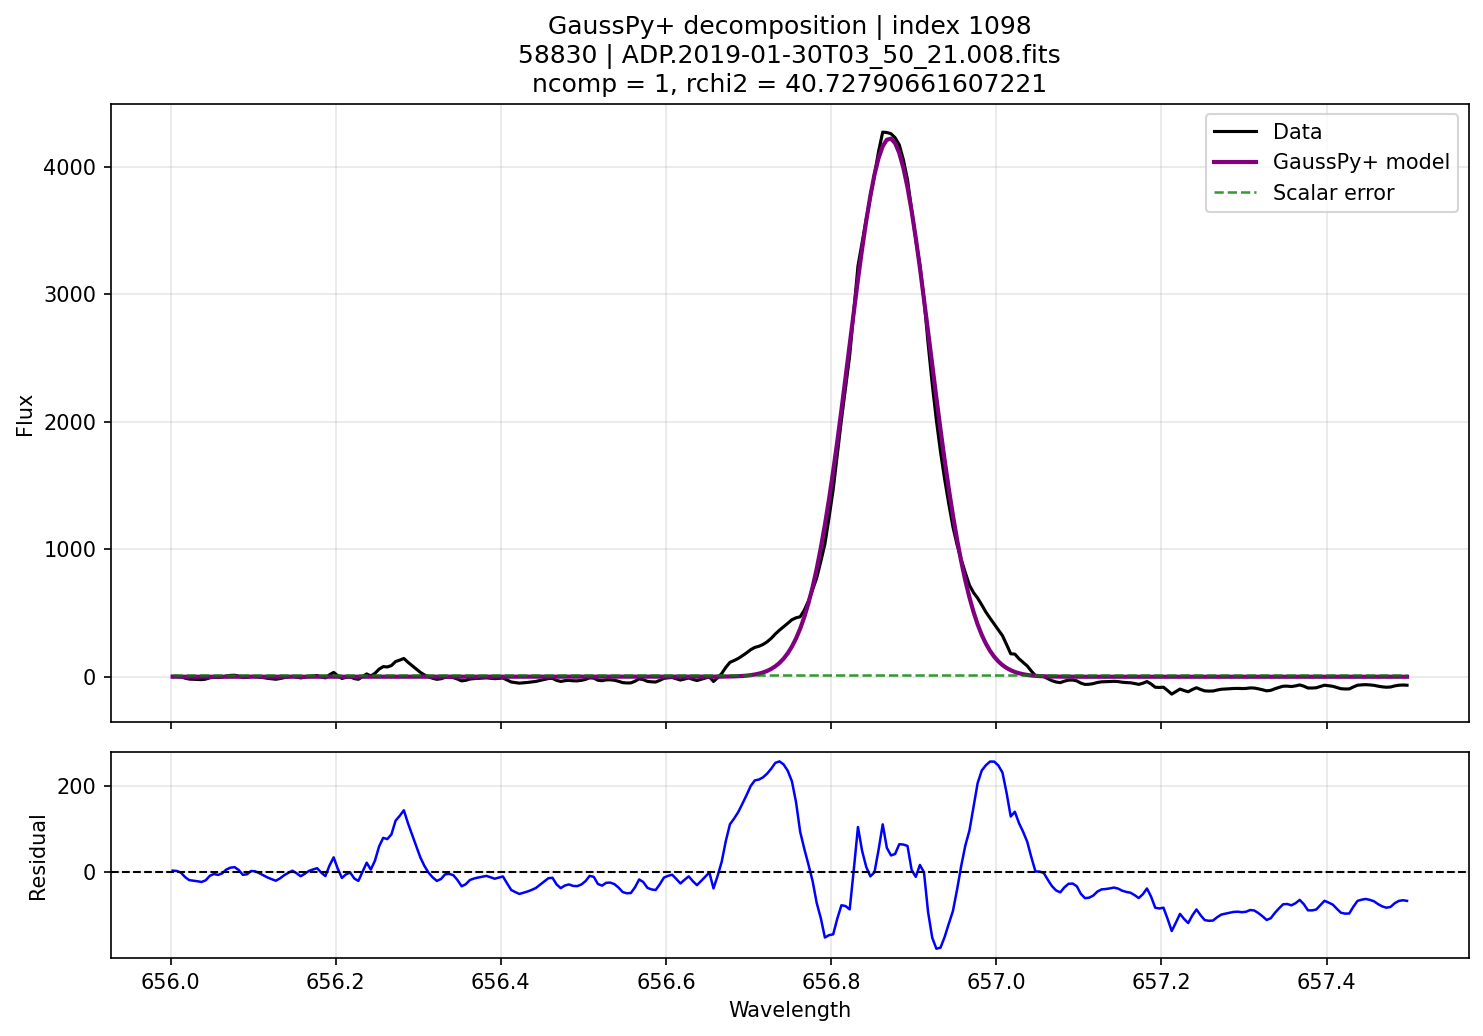 GaussPy+ decomposition | index 1098
58830 | ADP.2019-01-30T03_50_21.008.fits
ncomp = 1, rchi2 = 40.72790661607221
Data
GaussPy+ model
Scalar error
4000
3000
2000
1000
0
Flux
200
0
Residual
656.0 656.2 656.4 656.6 656.8 657.0 657.2 657.4
Wavelength